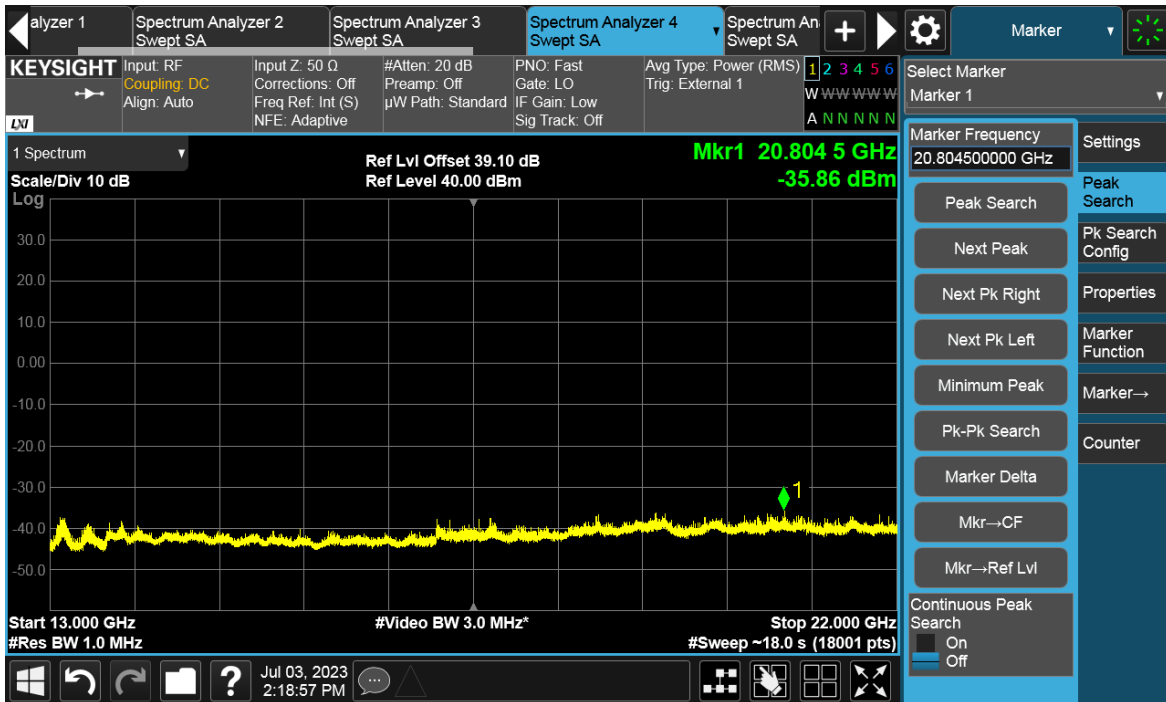 alyzer 1
Spectrum Analyzer 2
Swept SA
Spectrum Analyzer 3
Swept SA
Spectrum Analyzer 4
Swept SA
Spectrum An
Swept SA
Marker
KEYSIGHT
LXI
Input: RF
Coupling: DC
Align: Auto
Input Z: 50 Ω
Corrections: Off
Freq Ref: Int (S)
NFE: Adaptive
#Atten: 20 dB
Preamp: Off
µW Path: Standard
PNO: Fast
Gate: LO
IF Gain: Low
Sig Track: Off
Avg Type: Power (RMS)
Trig: External 1
1 2 3 4 5 6
W W W W W W
A N N N N N
Select Marker
Marker 1
1 Spectrum
Scale/Div 10 dB
Ref Lvl Offset 39.10 dB
Ref Level 40.00 dBm
Mkr1 20.804 5 GHz
-35.86 dBm
Log
30.0
20.0
10.0
0.00
-10.0
-20.0
-30.0
-40.0
-50.0
1
Start 13.000 GHz
#Res BW 1.0 MHz
#Video BW 3.0 MHz*
Stop 22.000 GHz
#Sweep ~18.0 s (18001 pts)
Marker Frequency
20.804500000 GHz
Peak Search
Next Peak
Next Pk Right
Next Pk Left
Minimum Peak
Pk-Pk Search
Marker Delta
Mkr→CF
Mkr→Ref Lvl
Continuous Peak
Search
On
Off
Settings
Peak
Search
Pk Search
Config
Properties
Marker
Function
Marker→
Counter
?
Jul 03, 2023
2:18:57 PM